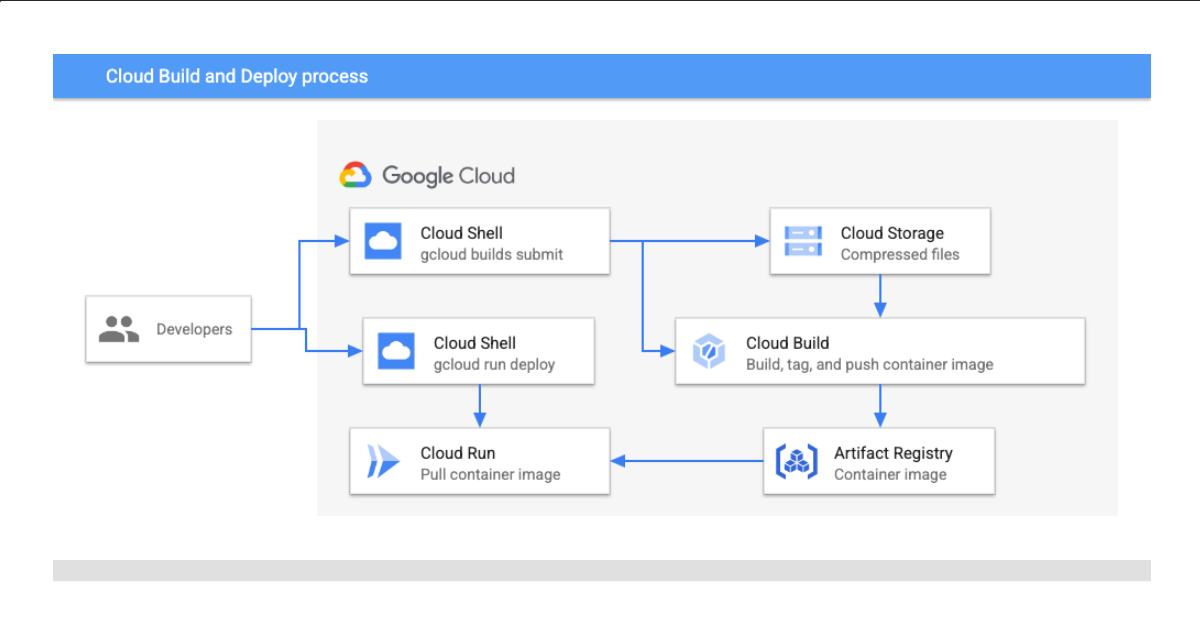 Cloud Build and Deploy process
Google Cloud
Cloud Shell
gcloud builds submit
Cloud Storage
Compressed files
Developers
Cloud Shell
gcloud run deploy
Cloud Build
Build, tag, and push container image
Cloud Run
Pull container image
Artifact Registry
Container image